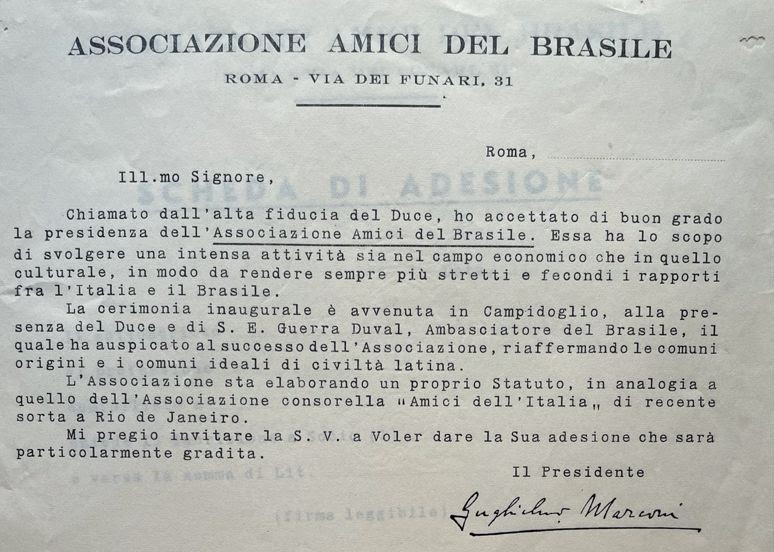 ASSOCIAZIONE AMICI DEL BRASILE
ROMA - VIA DEI FUNARI, 31
Roma,
Ill.mo Signore,
SCHEDA DI ADESIONE
Chiamato dall'alta fiducia del Duce, ho accettato di buon grado
la presidenza dell'Associazione Amici del Brasile. Essa ha lo scopo
di svolgere una intensa attività sia nel campo economico che in quello
culturale, in modo da rendere sempre più stretti e fecondi i rapporti
fra l'Italia e il Brasile.
La cerimonia inaugurale è avvenuta in Campidoglio, alla pre-
senza del Duce e di S. E. Guerra Duval, Ambasciatore del Brasile, il
quale ha auspicato al successo dell'Associazione, riaffermando le comuni
origini e i comuni ideali di civiltà latina.
L'Associazione sta elaborando un proprio Statuto, in analogia a
quello dell'Associazione consorella "Amici dell'Italia„ di recente
sorta a Rio de Janeiro.
Mi pregio invitare la S. V. a Voler dare la Sua adesione che sarà
particolarmente gradita.
e versa la somma di Lit.
Il Presidente
(firma leggibile)
Guglielmo Marconi